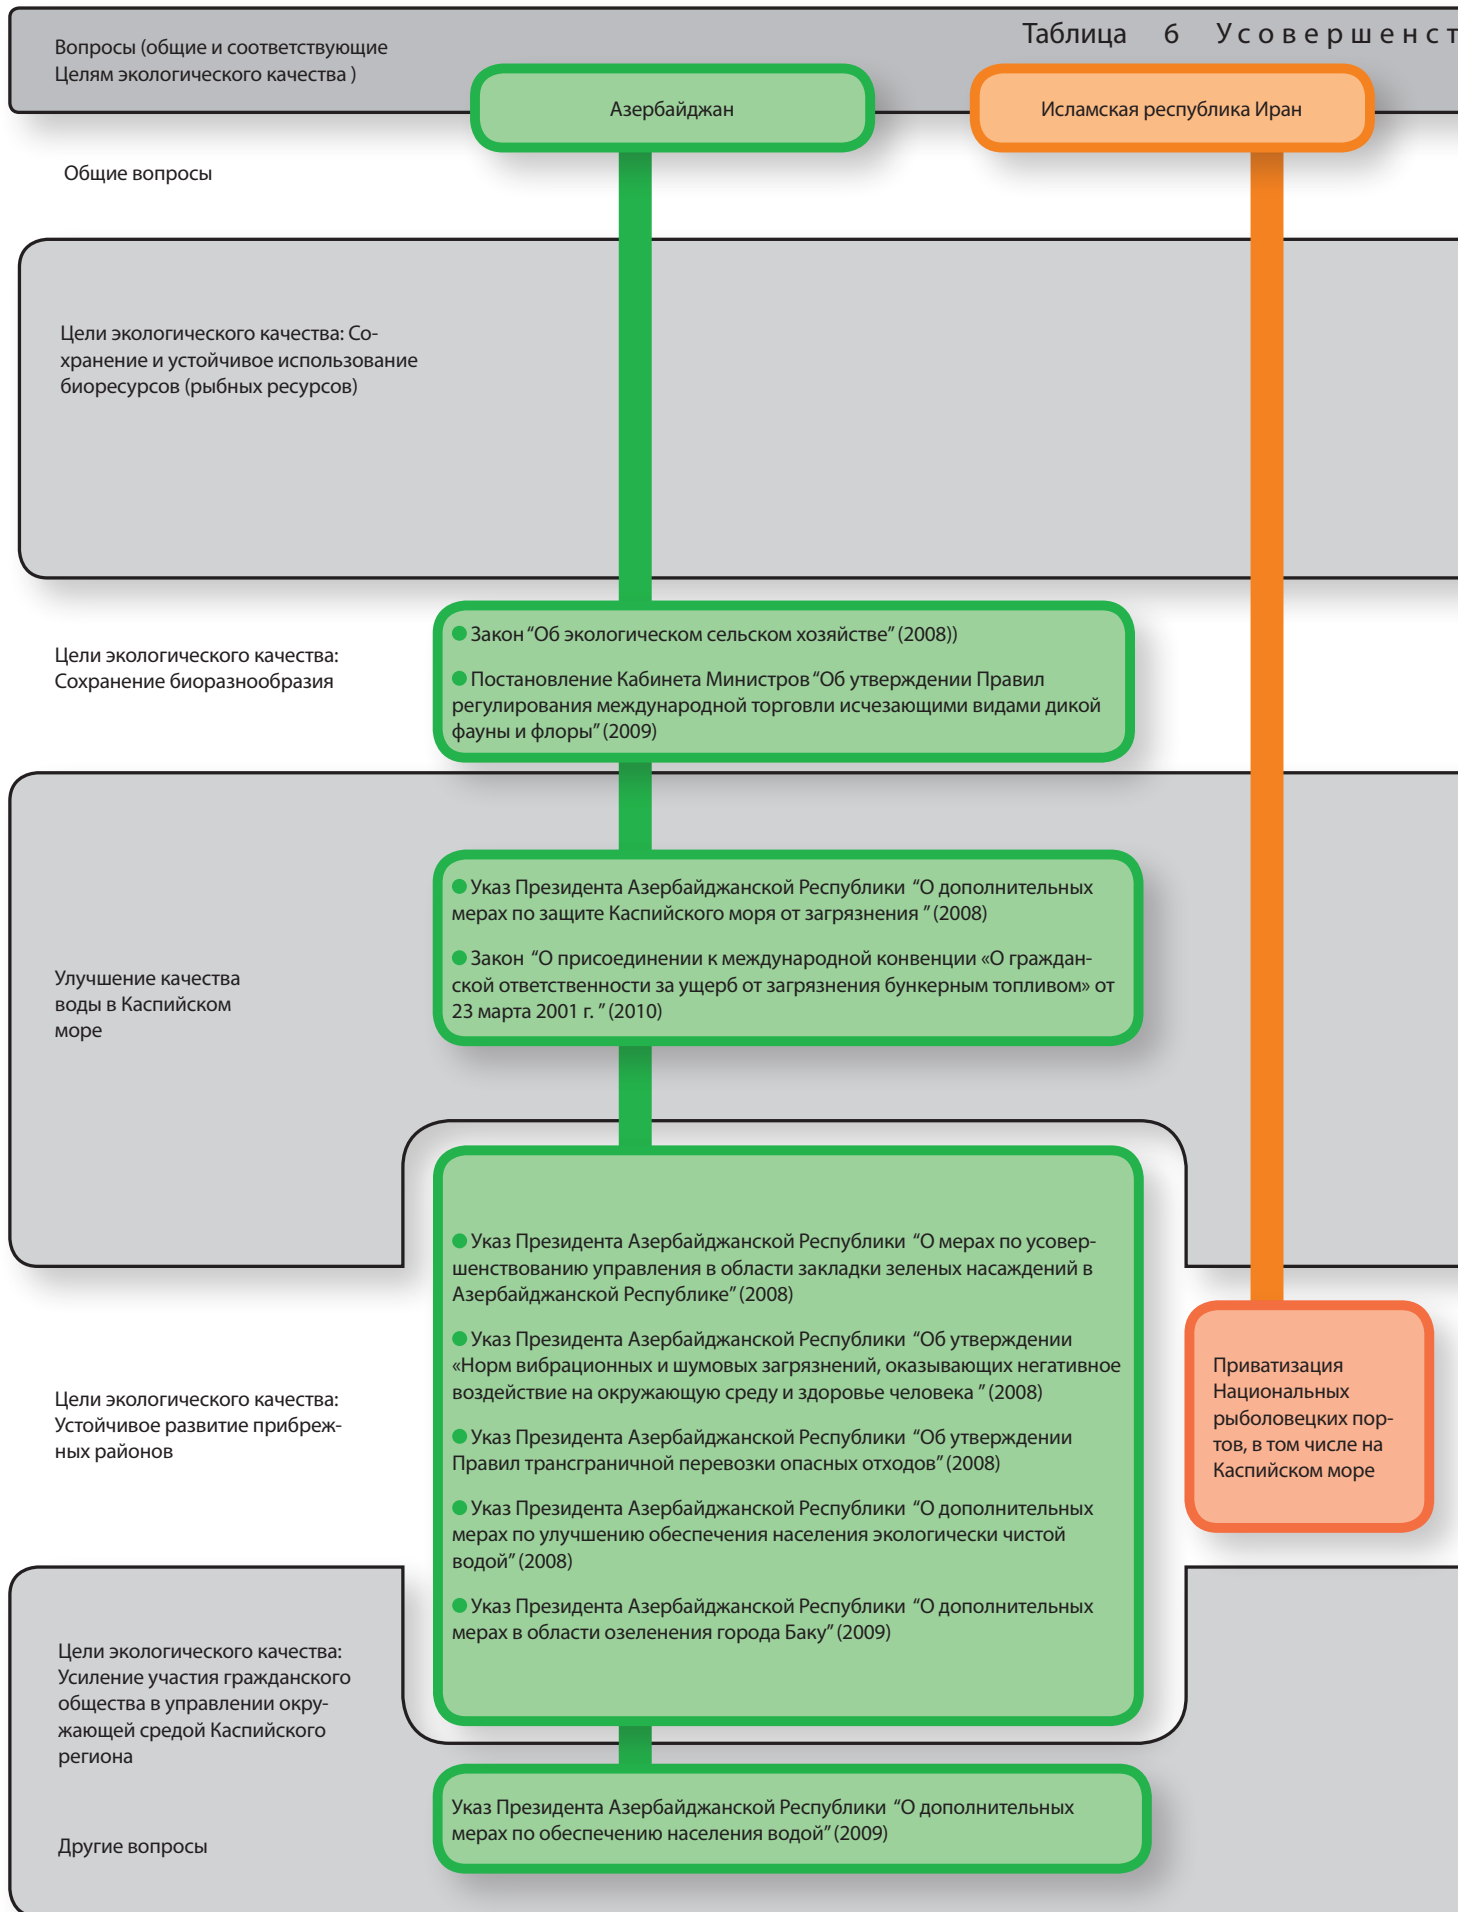 Таблица 6 Усовершенст
Вопросы (общие и соответствующие
Целям экологического качества )
Азербайджан
Исламская республика Иран
Общие вопросы
Цели экологического качества: Со-
хранение и устойчивое использование
биоресурсов (рыбных ресурсов)
Цели экологического качества:
Сохранение биоразнообразия
● Закон “Об экологическом сельском хозяйстве” (2008))
● Постановление Кабинета Министров “Об утверждении Правил
регулирования международной торговли исчезающими видами дикой
фауны и флоры” (2009)
Улучшение качества
воды в Каспийском
море
● Указ Президента Азербайджанской Республики “О дополнительных
мерах по защите Каспийского моря от загрязнения ” (2008)
● Закон “О присоединении к международной конвенции «О граждан-
ской ответственности за ущерб от загрязнения бункерным топливом» от
23 марта 2001 г. ” (2010)
Цели экологического качества:
Устойчивое развитие прибреж-
ных районов
● Указ Президента Азербайджанской Республики “О мерах по усовер-
шенствованию управления в области закладки зеленых насаждений в
Азербайджанской Республике” (2008)
● Указ Президента Азербайджанской Республики “Об утверждении
«Норм вибрационных и шумовых загрязнений, оказывающих негативное
воздействие на окружающую среду и здоровье человека ” (2008)
● Указ Президента Азербайджанской Республики “Об утверждении
Правил трансграничной перевозки опасных отходов” (2008)
● Указ Президента Азербайджанской Республики “О дополнительных
мерах по улучшению обеспечения населения экологически чистой
водой” (2008)
● Указ Президента Азербайджанской Республики “О дополнительных
мерах в области озеленения города Баку” (2009)
Приватизация
Национальных
рыболовецких пор-
тов, в том числе на
Каспийском море
Цели экологического качества:
Усиление участия гражданского
общества в управлении окру-
жающей средой Каспийского
региона
Другие вопросы
Указ Президента Азербайджанской Республики “О дополнительных
мерах по обеспечению населения водой” (2009)